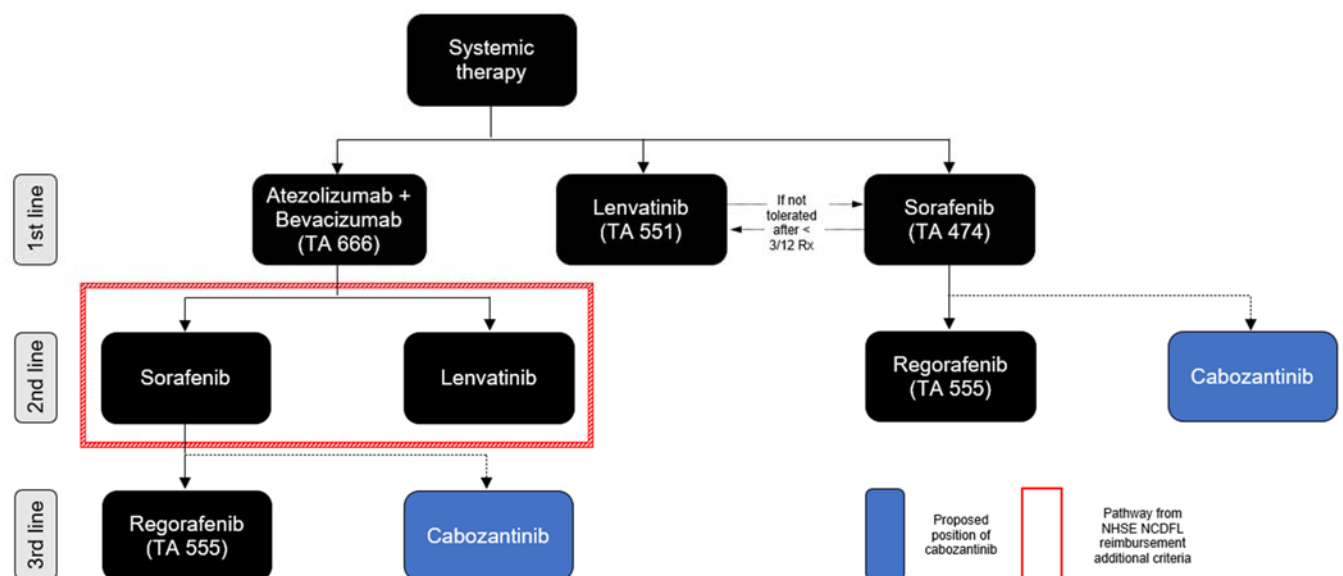 Systemic
therapy
1st line
Atezolizumab +
Bevacizumab
(TA 666)
Lenvatinib
(TA 551)
If not
tolerated
after <
3/12 Rx
Sorafenib
(TA 474)
2nd line
Sorafenib
Lenvatinib
Regorafenib
(TA 555)
Cabozantinib
3rd line
Regorafenib
(TA 555)
Cabozantinib
Proposed
position of
cabozantinib
Pathway from
NHSE NCDFL
reimbursement
additional criteria